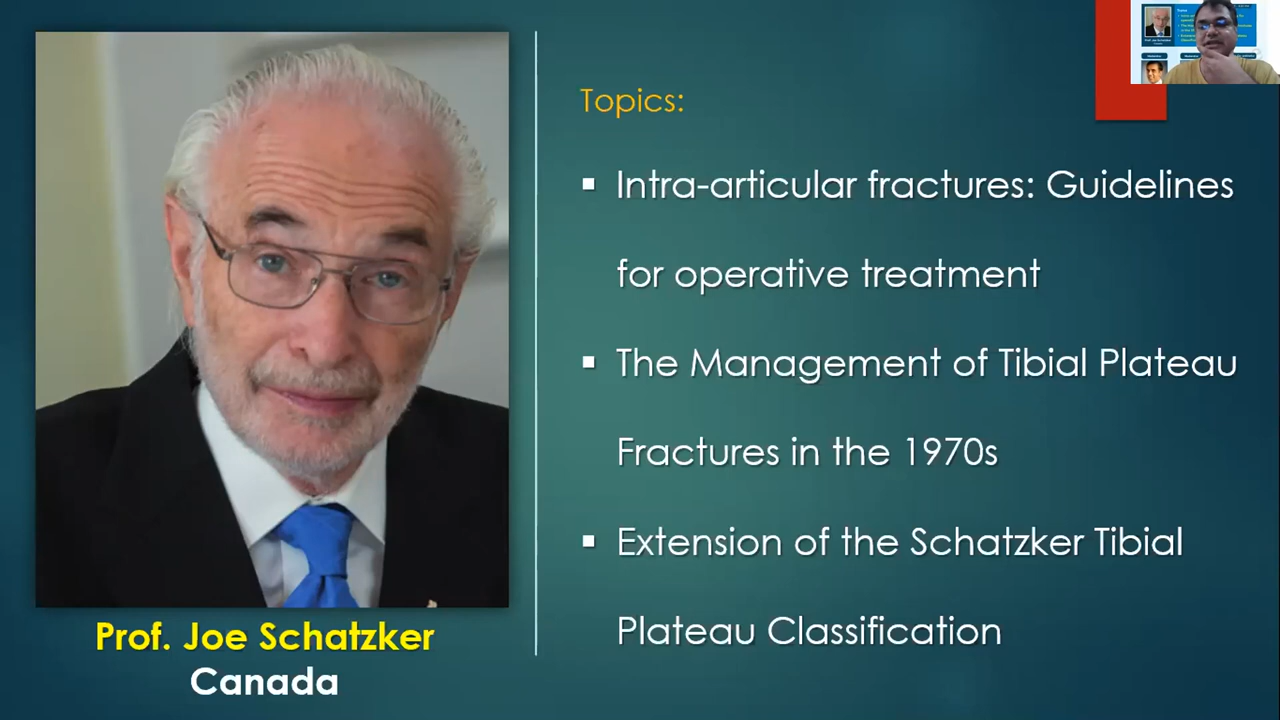 Topics:
▪ Intra-articular fractures: Guidelines
for operative treatment
▪ The Management of Tibial Plateau
Fractures in the 1970s
▪ Extension of the Schatzker Tibial
Plateau Classification
Prof. Joe Schatzker
Canada